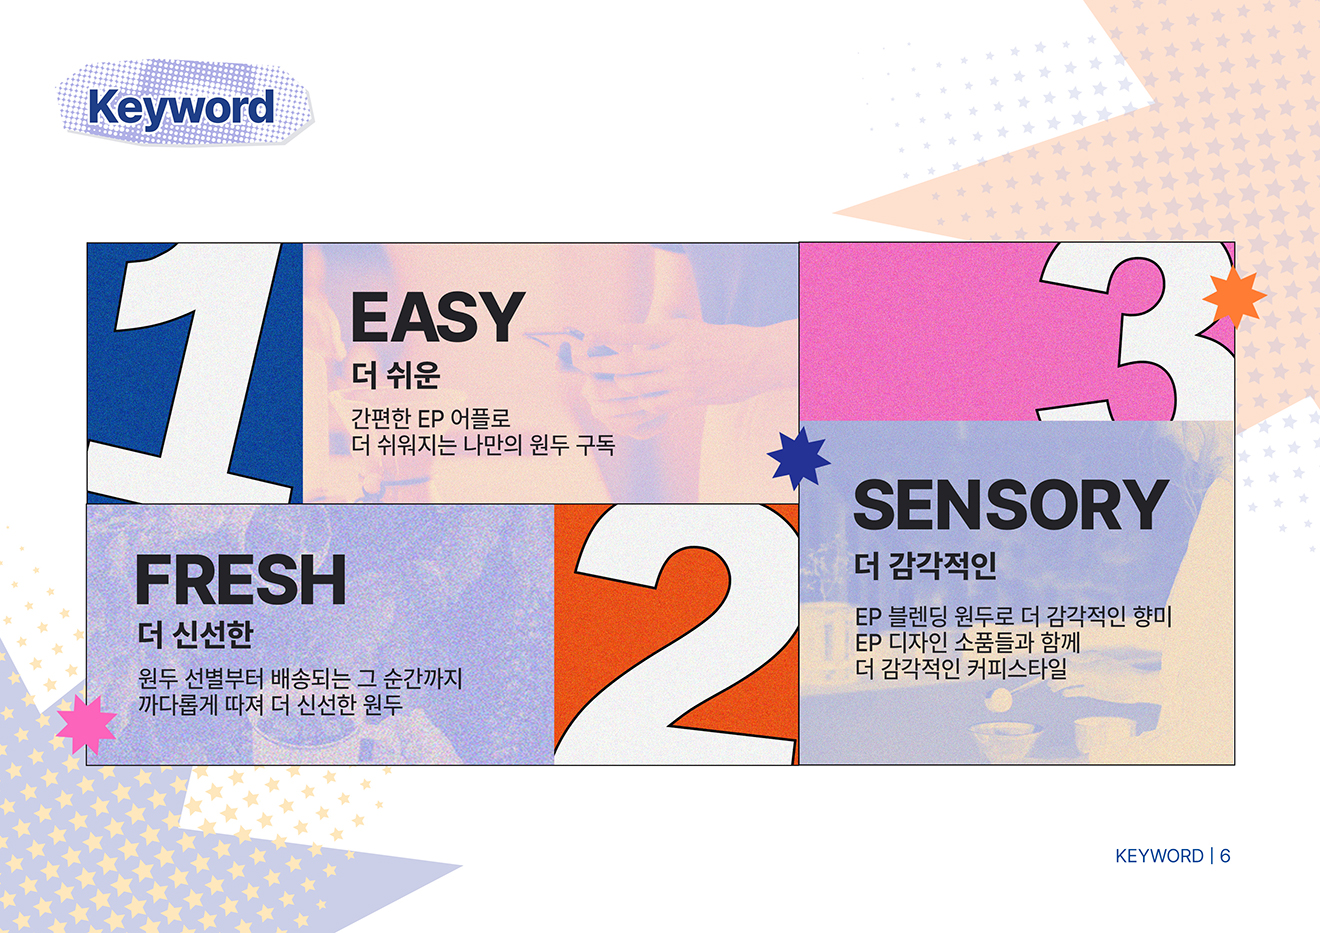 Keyword
1
EASY
더 쉬운
간편한 EP 어플로
더 쉬워지는 나만의 원두 구독
2
FRESH
더 신선한
원두 선별부터 배송되는 그 순간까지
까다롭게 따져 더 신선한 원두
3
SENSORY
더 감각적인
EP 블렌딩 원두로 더 감각적인 향미
EP 디자인 소품들과 함께
더 감각적인 커피스타일
KEYWORD | 6